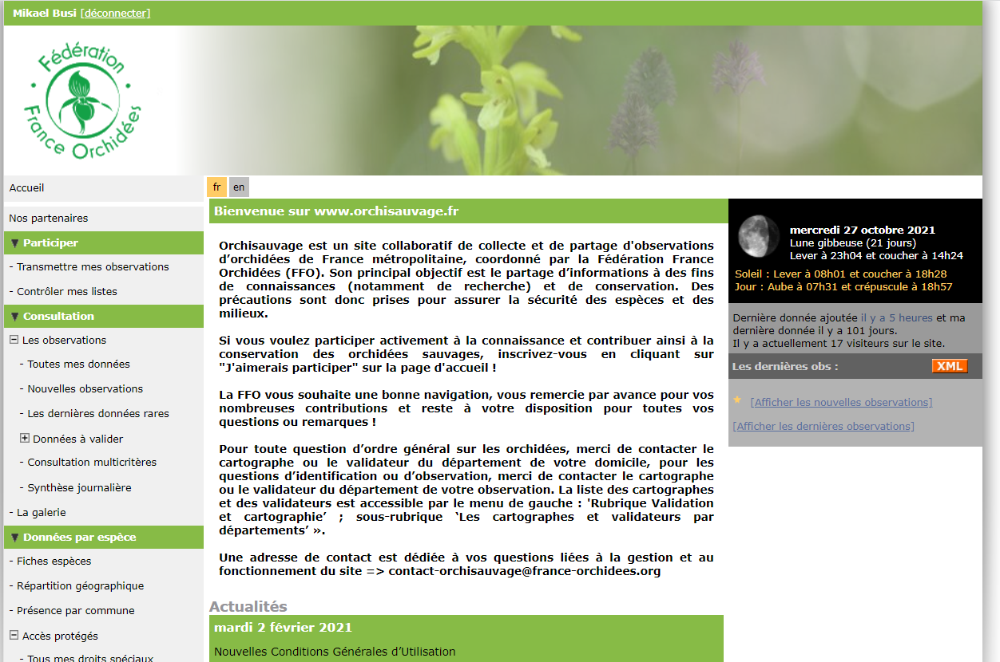 Mikael Busi [déconnecter]
Fédération
France Orchidées
Accueil
Nos partenaires
Participer
- Transmettre mes observations
- Contrôler mes listes
Consultation
Les observations
- Toutes mes données
- Nouvelles observations
- Les dernières données rares
Données à valider
- Consultation multicritères
- Synthèse journalière
- La galerie
Données par espèce
- Fiches espèces
- Répartition géographique
- Présence par commune
Accès protégés
- Tous mes droits spéciaux
fr en
Bienvenue sur www.orchisauvage.fr
Orchisauvage est un site collaboratif de collecte et de partage d'observations
d’orchidées de France métropolitaine, coordonné par la Fédération France
Orchidées (FFO). Son principal objectif est le partage d’informations à des fins
de connaissances (notamment de recherche) et de conservation. Des
précautions sont donc prises pour assurer la sécurité des espèces et des
milieux.
Si vous voulez participer activement à la connaissance et contribuer ainsi à la
conservation des orchidées sauvages, inscrivez-vous en cliquant sur
"J'aimerais participer" sur la page d'accueil !
La FFO vous souhaite une bonne navigation, vous remercie par avance pour vos
nombreuses contributions et reste à votre disposition pour toutes vos
questions ou remarques !
Pour toute question d’ordre général sur les orchidées, merci de contacter le
cartographe ou le validateur du département de votre domicile, pour les
questions d’identification ou d’observation, merci de contacter le cartographe
ou le validateur du département de votre observation. La liste des cartographes
et des validateurs est accessible par le menu de gauche : 'Rubrique Validation
et cartographie’ ; sous-rubrique ‘Les cartographes et validateurs par
départements’ ».
Une adresse de contact est dédiée à vos questions liées à la gestion et au
fonctionnement du site => contact-orchisauvage@france-orchidees.org
Actualités
mardi 2 février 2021
Nouvelles Conditions Générales d’Utilisation
mercredi 27 octobre 2021
Lune gibbeuse (21 jours)
Lever à 23h04 et coucher à 14h24
Soleil : Lever à 08h01 et coucher à 18h28
Jour : Aube à 07h31 et crépuscule à 18h57
Dernière donnée ajoutée il y a 5 heures et ma
dernière donnée il y a 101 jours.
Il y a actuellement 17 visiteurs sur le site.
Les dernières obs : XML
[Afficher les nouvelles observations]
[Afficher les dernières observations]